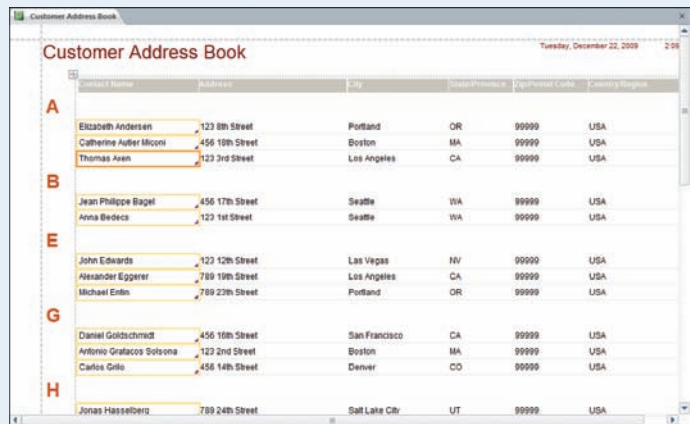 Customer Address Book
Customer Address Book
Tuesday, December 22, 2009 2:09
Contact Name Address City State/Province Zip/Postal Code Country/Region
A
Elizabeth Andersen 123 8th Street Portland OR 99999 USA
Catherine Autier Miconi 456 18th Street Boston MA 99999 USA
Thomas Axen 123 3rd Street Los Angeles CA 99999 USA
B
Jean Philippe Bagel 456 17th Street Seattle WA 99999 USA
Anna Bedecs 123 1st Street Seattle WA 99999 USA
E
John Edwards 123 12th Street Las Vegas NV 99999 USA
Alexander Eggerer 789 19th Street Los Angeles CA 99999 USA
Michael Entin 789 23th Street Portland OR 99999 USA
G
Daniel Goldschmidt 456 16th Street San Francisco CA 99999 USA
Antonio Gratacos Solsona 123 2nd Street Boston MA 99999 USA
Carlos Grilo 456 14th Street Denver CO 99999 USA
H
Jonas Hasselberg 789 24th Street Salt Lake City UT 99999 USA